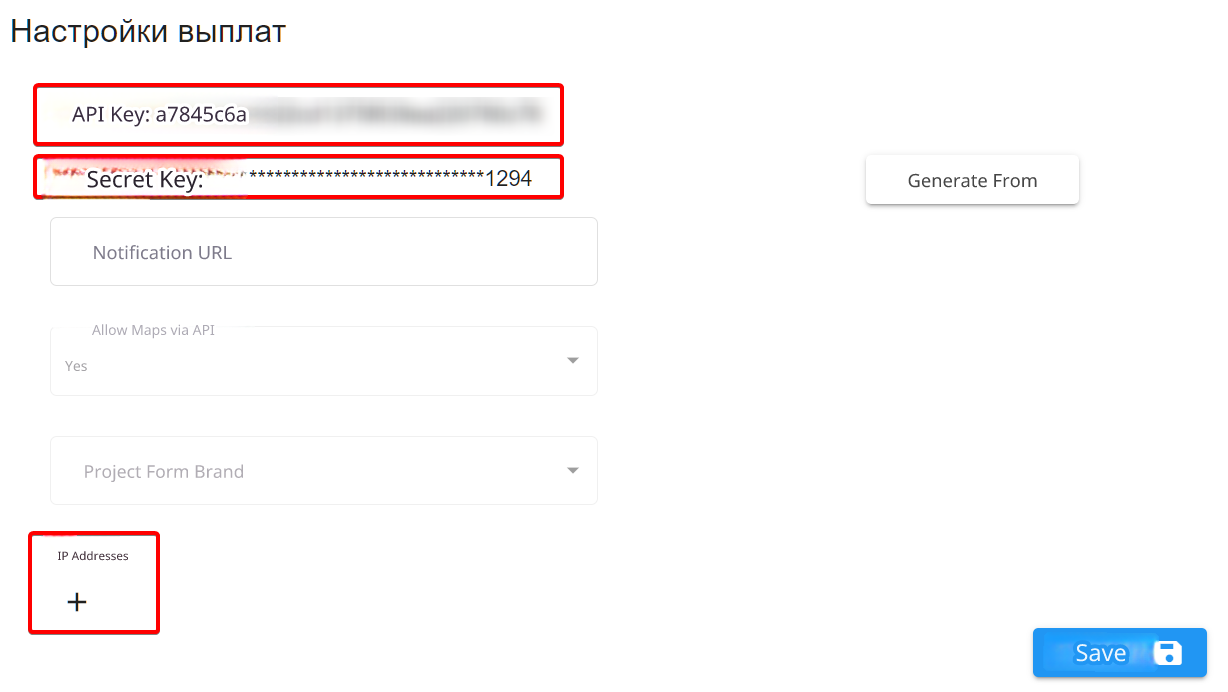 Настройки выплат
API Key: a7845c6a
Secret Key: ****************************1294
Generate From
Notification URL
Allow Maps via API
Yes
Project Form Brand
IP Addresses
+
Save